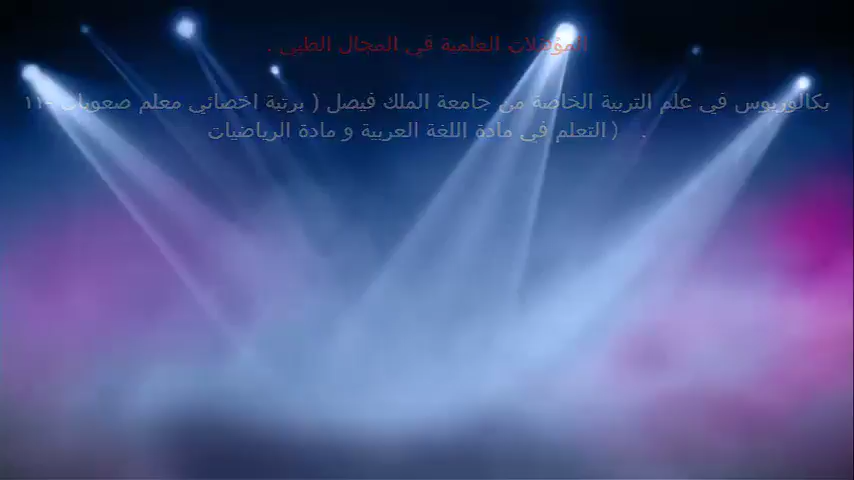 المؤهلات العلمية في المجال الطبي .
١١- بكالوريوس في علم التربية الخاصة من جامعة الملك فيصل ( برتبة اخصائي معلم صعوبات
التعلم في مادة اللغة العربية و مادة الرياضيات ) .